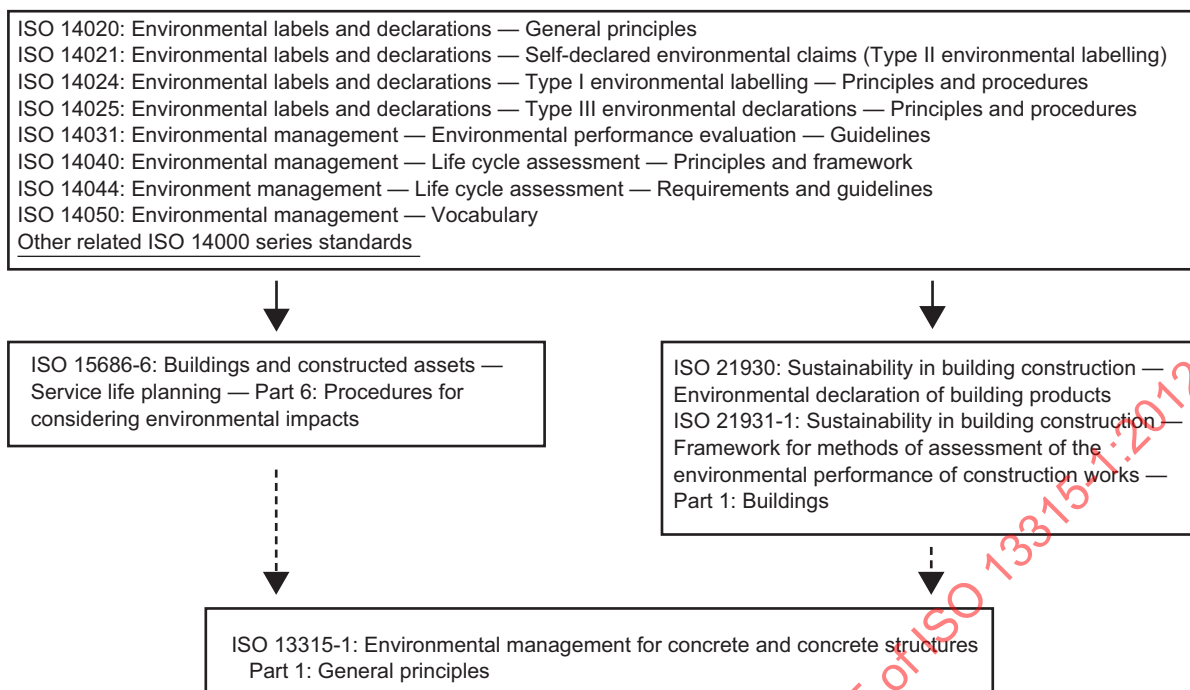 ISO 14020: Environmental labels and declarations — General principles
ISO 14021: Environmental labels and declarations — Self-declared environmental claims (Type II environmental labelling)
ISO 14024: Environmental labels and declarations — Type I environmental labelling — Principles and procedures
ISO 14025: Environmental labels and declarations — Type III environmental declarations — Principles and procedures
ISO 14031: Environmental management — Environmental performance evaluation — Guidelines
ISO 14040: Environmental management — Life cycle assessment — Principles and framework
ISO 14044: Environment management — Life cycle assessment — Requirements and guidelines
ISO 14050: Environmental management — Vocabulary
Other related ISO 14000 series standards
ISO 15686-6: Buildings and constructed assets —
Service life planning — Part 6: Procedures for
considering environmental impacts
ISO 21930: Sustainability in building construction —
Environmental declaration of building products
ISO 21931-1: Sustainability in building construction —
Framework for methods of assessment of the
environmental performance of construction works —
Part 1: Buildings
ISO 13315-1: Environmental management for concrete and concrete structures
Part 1: General principles
of ISO 13315-1:2012